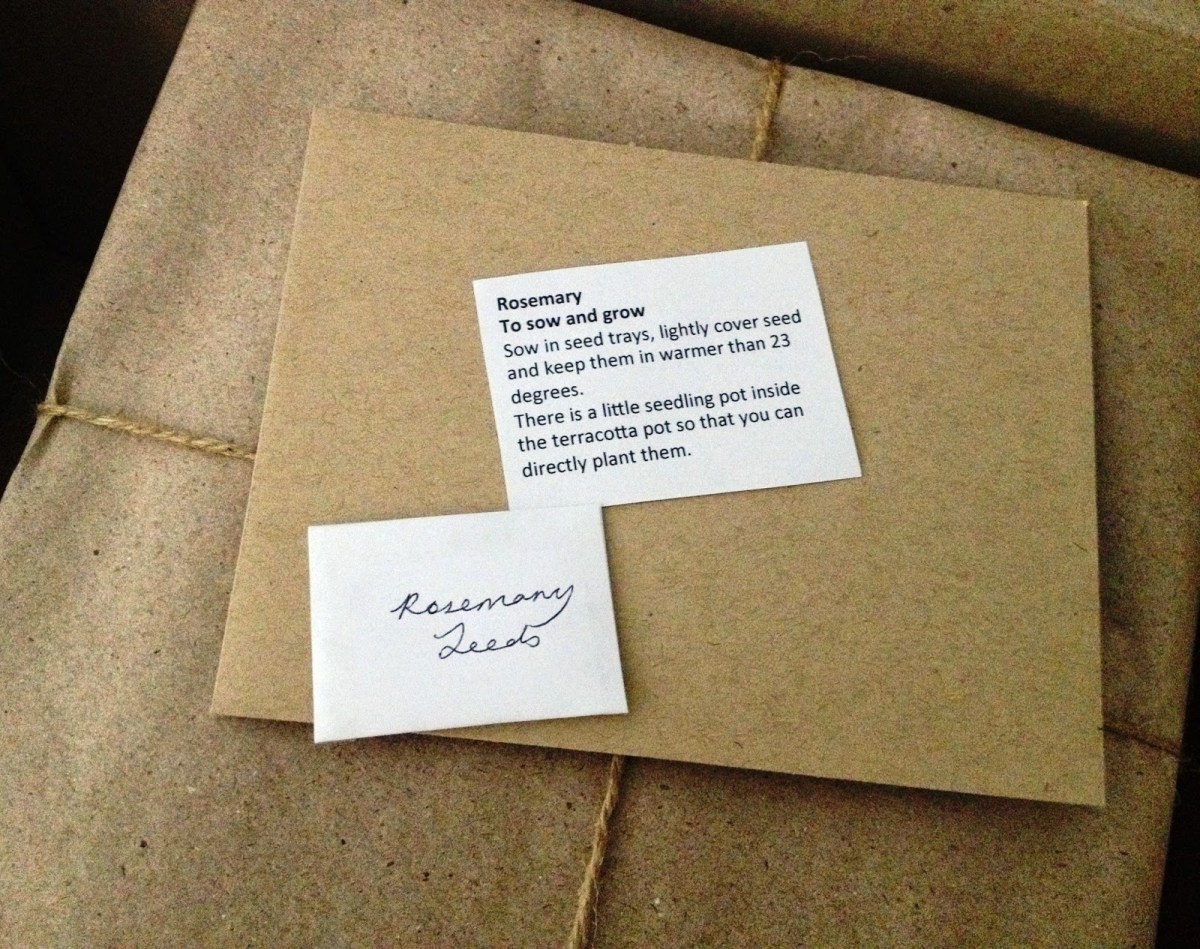 Rosemary
To sow and grow
Sow in seed trays, lightly cover seed
and keep them in warmer than 23
degrees.
There is a little seedling pot inside
the terracotta pot so that you can
directly plant them.
Rosemary
Seeds